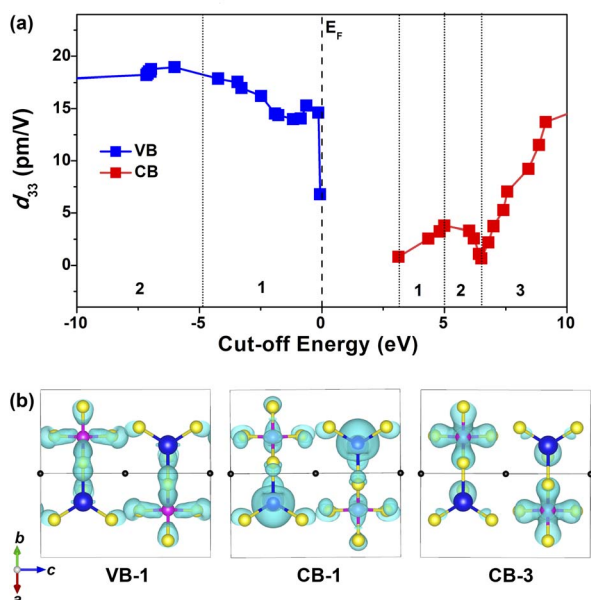 (a)
E_F
20
15
10
5
0
d_33 (pm/V)
VB
CB
2
1
1
2
3
-10
-5
0
5
10
Cut-off Energy (eV)
(b)
b
c
a
VB-1
CB-1
CB-3